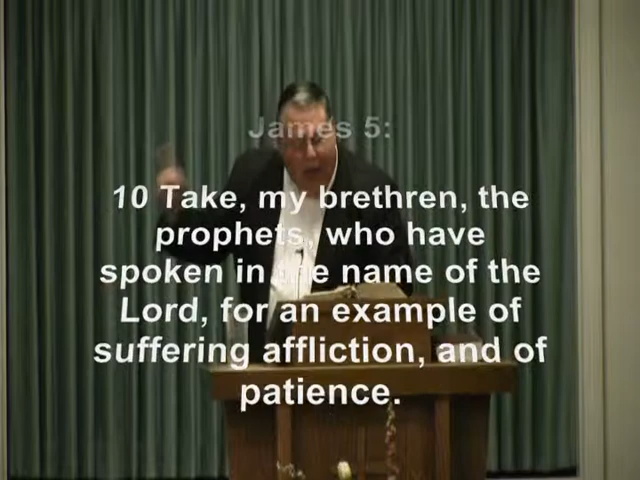 James 5:
10 Take, my brethren, the
prophets, who have
spoken in the name of the
Lord, for an example of
suffering affliction, and of
patience.